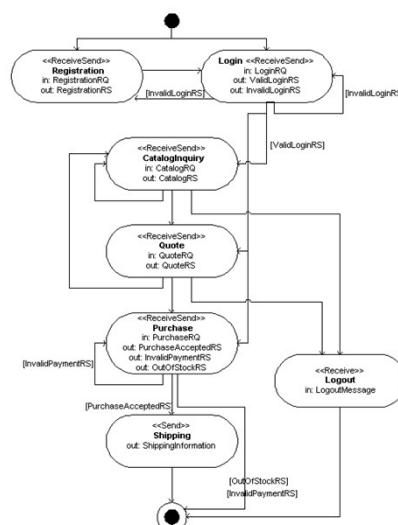 <<ReceiveSend>>
Registration
in: RegistrationRQ
out: RegistrationRS
<<ReceiveSend>>
Login
in: LoginRQ
out: ValidLoginRS
out: InvalidLoginRS
[InvalidLoginRS]
[InvalidLoginRS]
[ValidLoginRS]
<<ReceiveSend>>
CatalogInquiry
in: CatalogRQ
out: CatalogRS
<<ReceiveSend>>
Quote
in: QuoteRQ
out: QuoteRS
<<ReceiveSend>>
Purchase
in: PurchaseRQ
out: PurchaseAcceptedRS
out: InvalidPaymentRS
out: OutOfStockRS
[InvalidPaymentRS]
<<Receive>>
Logout
in: LogoutMessage
[PurchaseAcceptedRS]
<<Send>>
Shipping
out: ShippingInformation
[OutOfStockRS]
[InvalidPaymentRS]